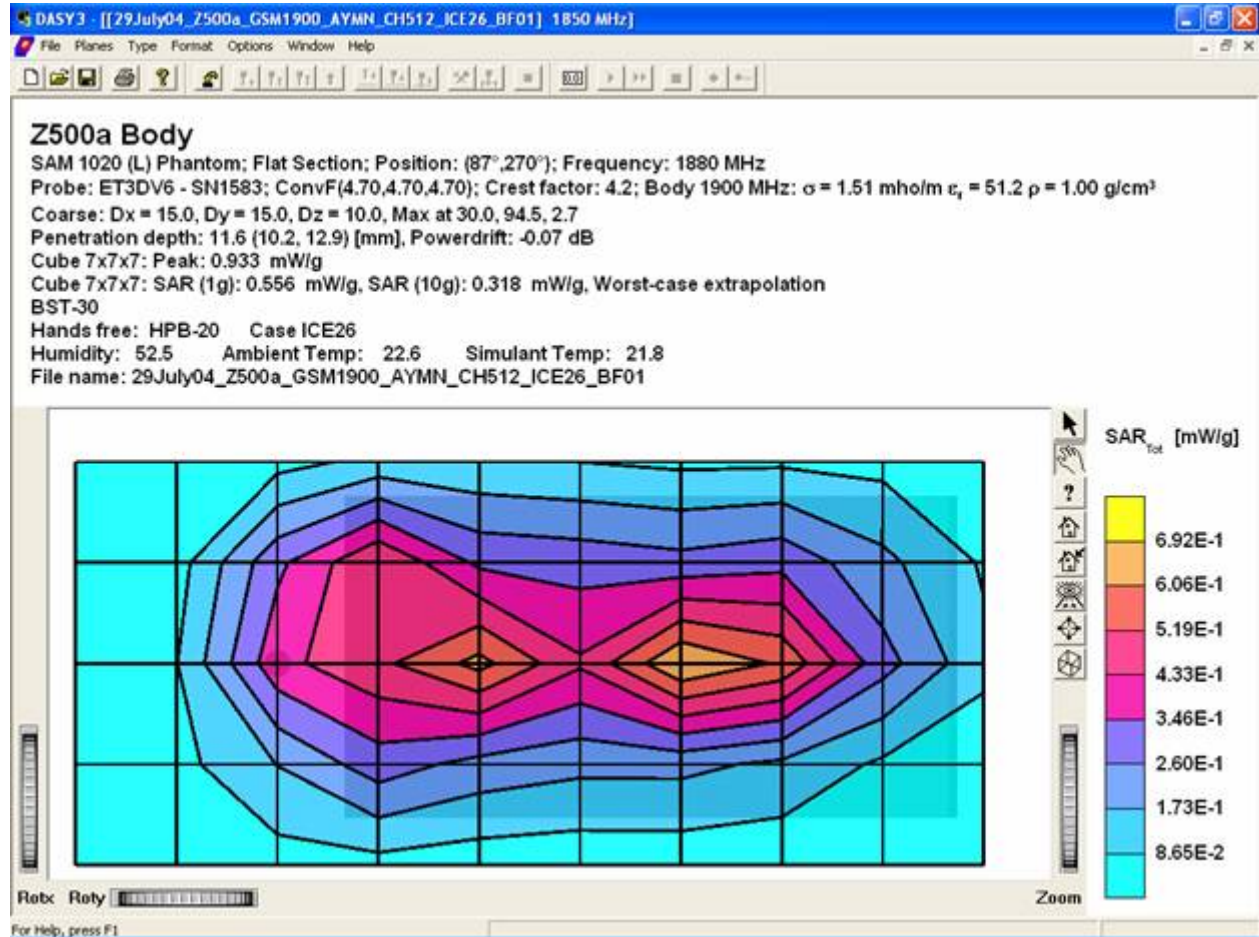 DASY3 - [[29July04_Z500a_GSM1900_AYMN_CH512_ICE26_BF01] 1850 MHz]
File Planes Type Format Options Window Help
Z500a Body
SAM 1020 (L) Phantom; Flat Section; Position: (87°,270°); Frequency: 1880 MHz
Probe: ET3DV6 - SN1583; ConvF(4.70,4.70,4.70); Crest factor: 4.2; Body 1900 MHz: σ = 1.51 mho/m εr = 51.2 ρ = 1.00 g/cm³
Coarse: Dx = 15.0, Dy = 15.0, Dz = 10.0, Max at 30.0, 94.5, 2.7
Penetration depth: 11.6 (10.2, 12.9) [mm], Powerdrift: -0.07 dB
Cube 7x7x7: Peak: 0.933 mW/g
Cube 7x7x7: SAR (1g): 0.556 mW/g, SAR (10g): 0.318 mW/g, Worst-case extrapolation
BST-30
Hands free: HPB-20 Case ICE26
Humidity: 52.5 Ambient Temp: 22.6 Simulant Temp: 21.8
File name: 29July04_Z500a_GSM1900_AYMN_CH512_ICE26_BF01
SAR Tot [mW/g]
6.92E-1
6.06E-1
5.19E-1
4.33E-1
3.46E-1
2.60E-1
1.73E-1
8.65E-2
Rotx Roty
Zoom
For Help, press F1